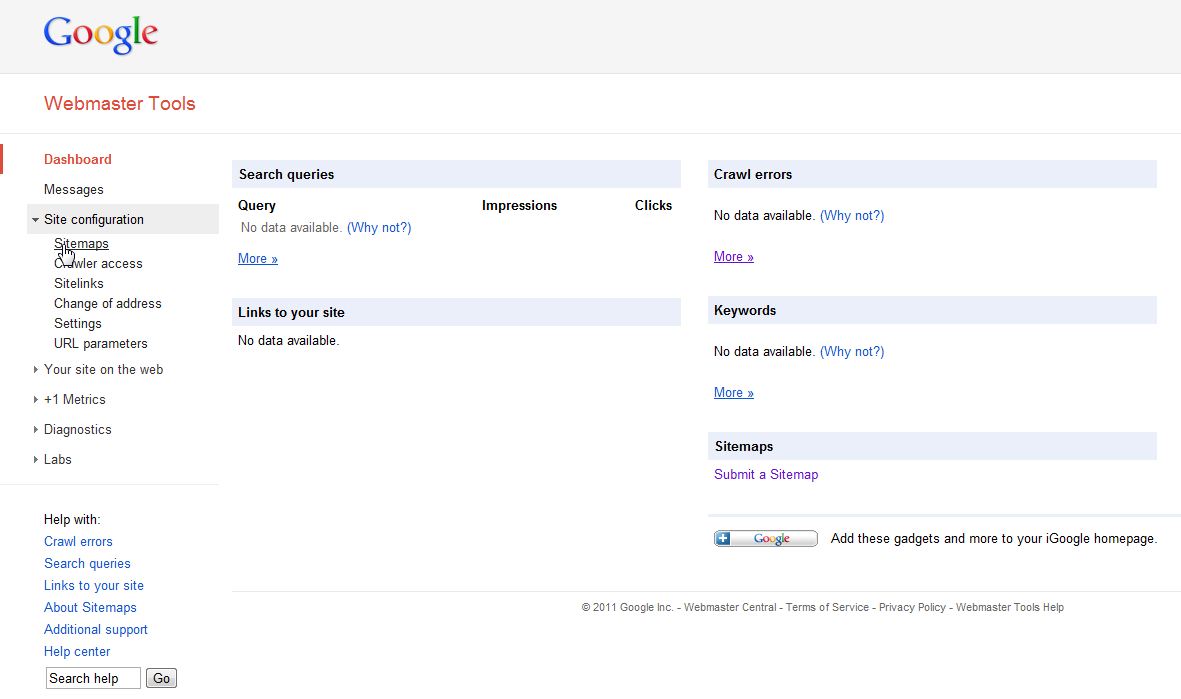 Google
Webmaster Tools
Dashboard
Messages
Site configuration
Sitemaps
Crawler access
Sitelinks
Change of address
Settings
URL parameters
Your site on the web
+1 Metrics
Diagnostics
Labs
Help with:
Crawl errors
Search queries
Links to your site
About Sitemaps
Additional support
Help center
Search help Go
Search queries
Query Impressions Clicks
No data available. (Why not?)
More »
Links to your site
No data available.
Crawl errors
No data available. (Why not?)
More »
Keywords
No data available. (Why not?)
More »
Sitemaps
Submit a Sitemap
Google Add these gadgets and more to your iGoogle homepage.
© 2011 Google Inc. - Webmaster Central - Terms of Service - Privacy Policy - Webmaster Tools Help